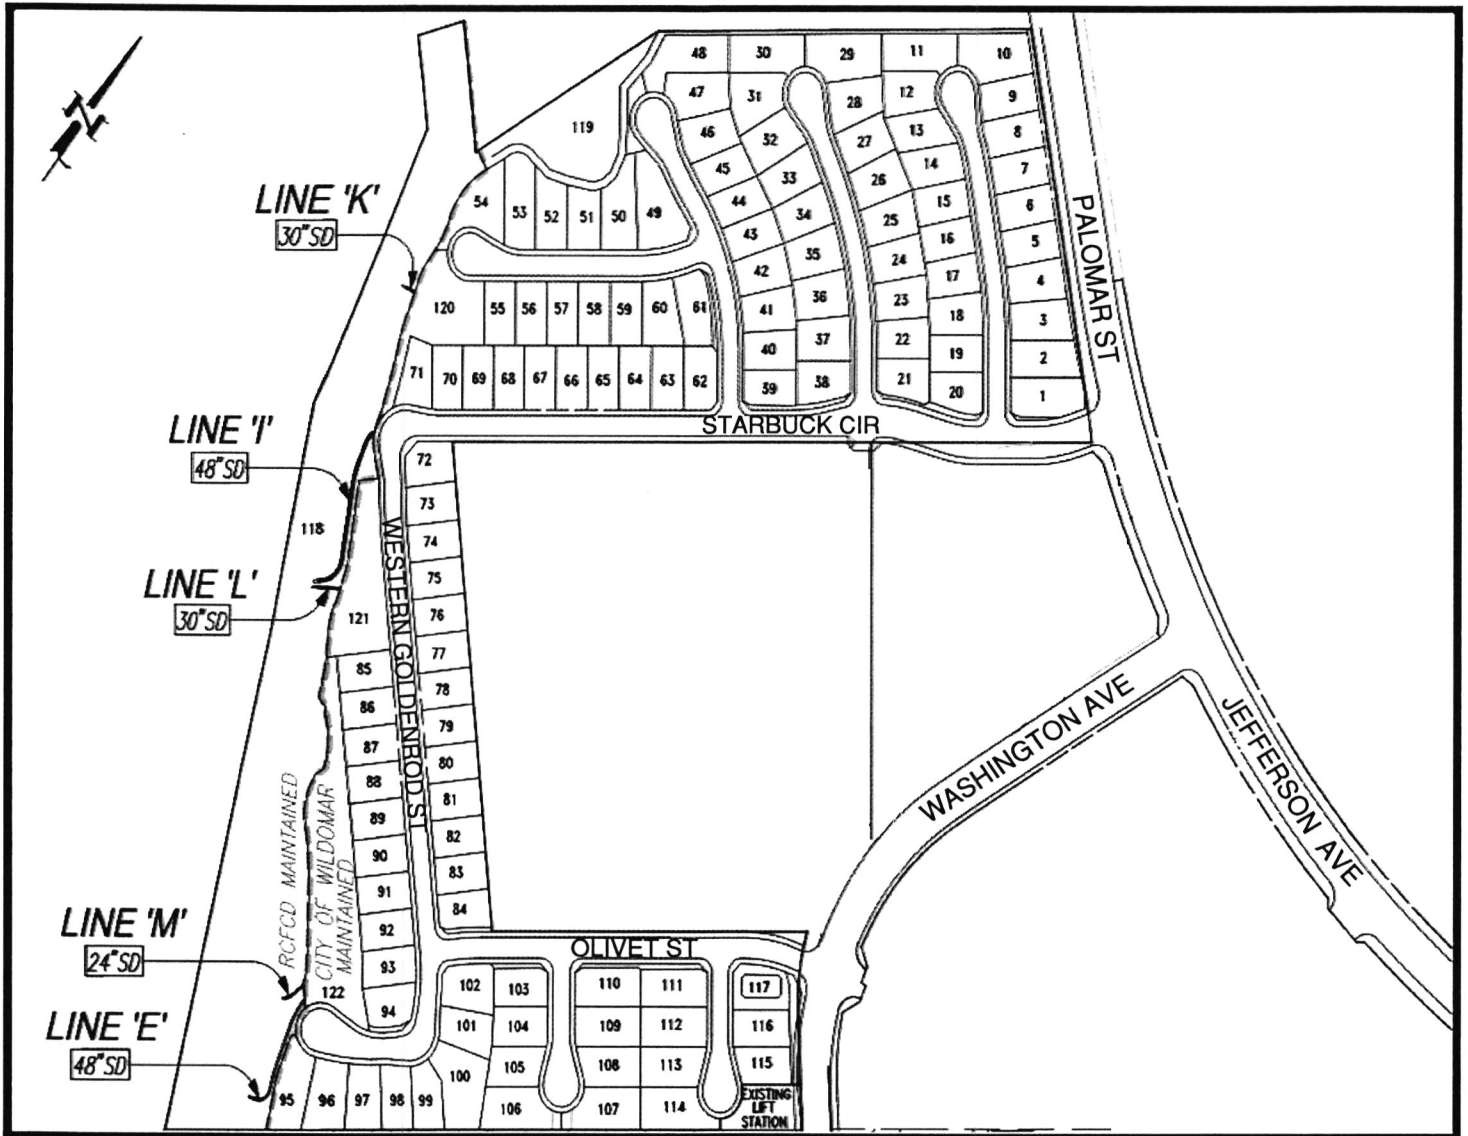 N
48 30 29 11 10
47 31 28 12 9
119 46 32 27 13 8
45 33 26 14 7
LINE 'K'
30"SD
54 53 52 51 50 49 44 34 25 15 6
43 35 24 16 5
42 36 23 17 4
120 55 56 57 58 59 60 61 41 37 22 18 3
40 38 21 19 2
71 70 69 68 67 66 65 64 63 62 39 20 1
PALOMAR ST
STARBUCK CIR
LINE 'I'
48"SD
118
LINE 'L'
30"SD
121
WESTERN GOLDENROD ST
72
73
74
75
76
77
78
79
80
81
82
83
84
85
86
87
88
89
90
91
92
93
94
WASHINGTON AVE
JEFFERSON AVE
RCFCD MAINTAINED
CITY OF WILDOMAR
MAINTAINED
LINE 'M'
24"SD
122
OLIVET ST
LINE 'E'
48"SD
102 103 110 111 117
101 104 109 112 116
100 105 108 113 115
95 96 97 98 99 106 107 114
EXISTING
LIFT
STATION